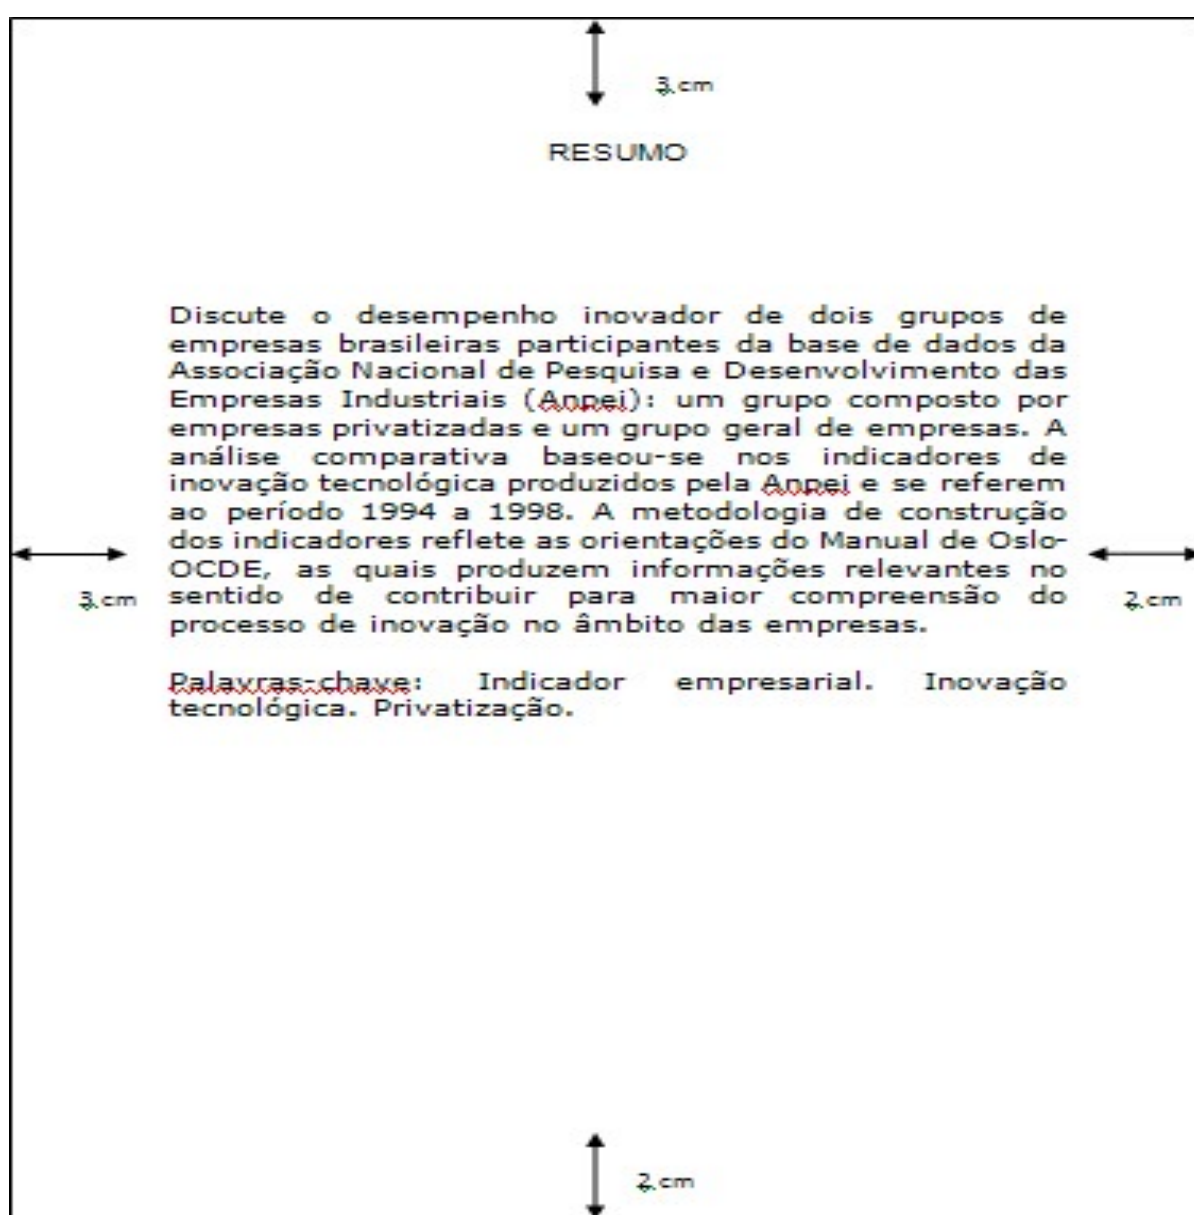 3 cm
RESUMO
Discute o desempenho inovador de dois grupos de
empresas brasileiras participantes da base de dados da
Associação Nacional de Pesquisa e Desenvolvimento das
Empresas Industriais (Anpei): um grupo composto por
empresas privatizadas e um grupo geral de empresas. A
análise comparativa baseou-se nos indicadores de
inovação tecnológica produzidos pela Anpei e se referem
ao período 1994 a 1998. A metodologia de construção
dos indicadores reflete as orientações do Manual de Oslo-
OCDE, as quais produzem informações relevantes no
sentido de contribuir para maior compreensão do
processo de inovação no âmbito das empresas.
3 cm
2 cm
Palavras-chave: Indicador empresarial. Inovação
tecnológica. Privatização.
2 cm